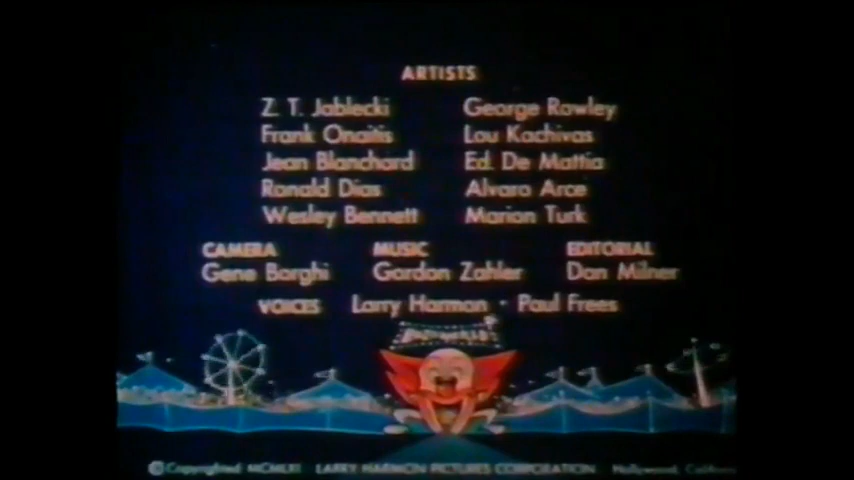 ARTISTS
Z. T. Jablecki George Rowley
Frank Onaitis Lou Kachivas
Jean Blanchard Ed. De Mattia
Ronald Dias Alvaro Arce
Wesley Bennett Marion Turk
CAMERA MUSIC EDITORIAL
Gene Borghi Gordon Zahler Dan Milner
VOICES Larry Harmon · Paul Frees
© Copyrighted MCMLXI LARRY HARMON PICTURES CORPORATION Hollywood,